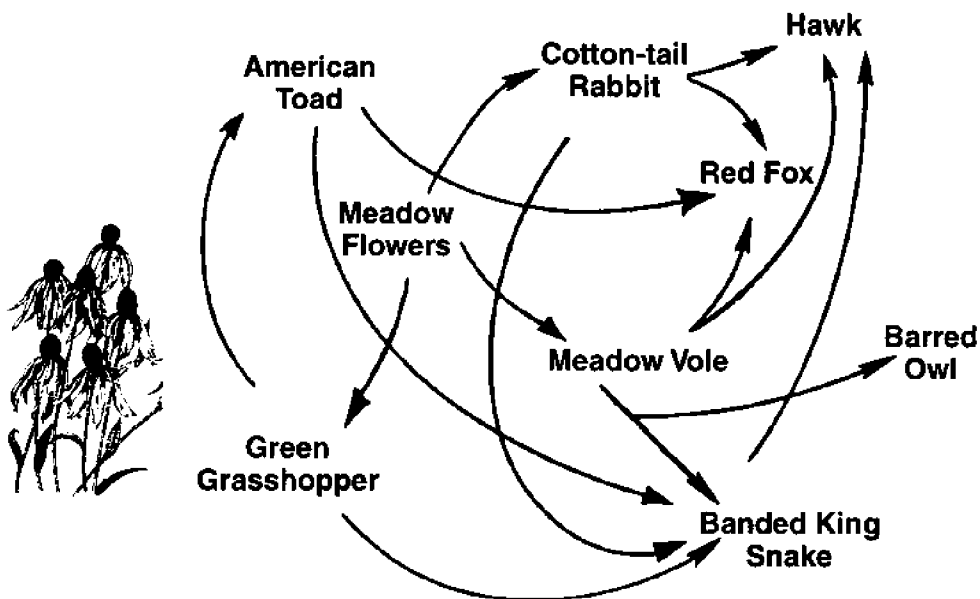 Hawk
Cotton-tail
Rabbit
American
Toad
Red Fox
Meadow
Flowers
Barred
Owl
Meadow Vole
Green
Grasshopper
Banded King
Snake